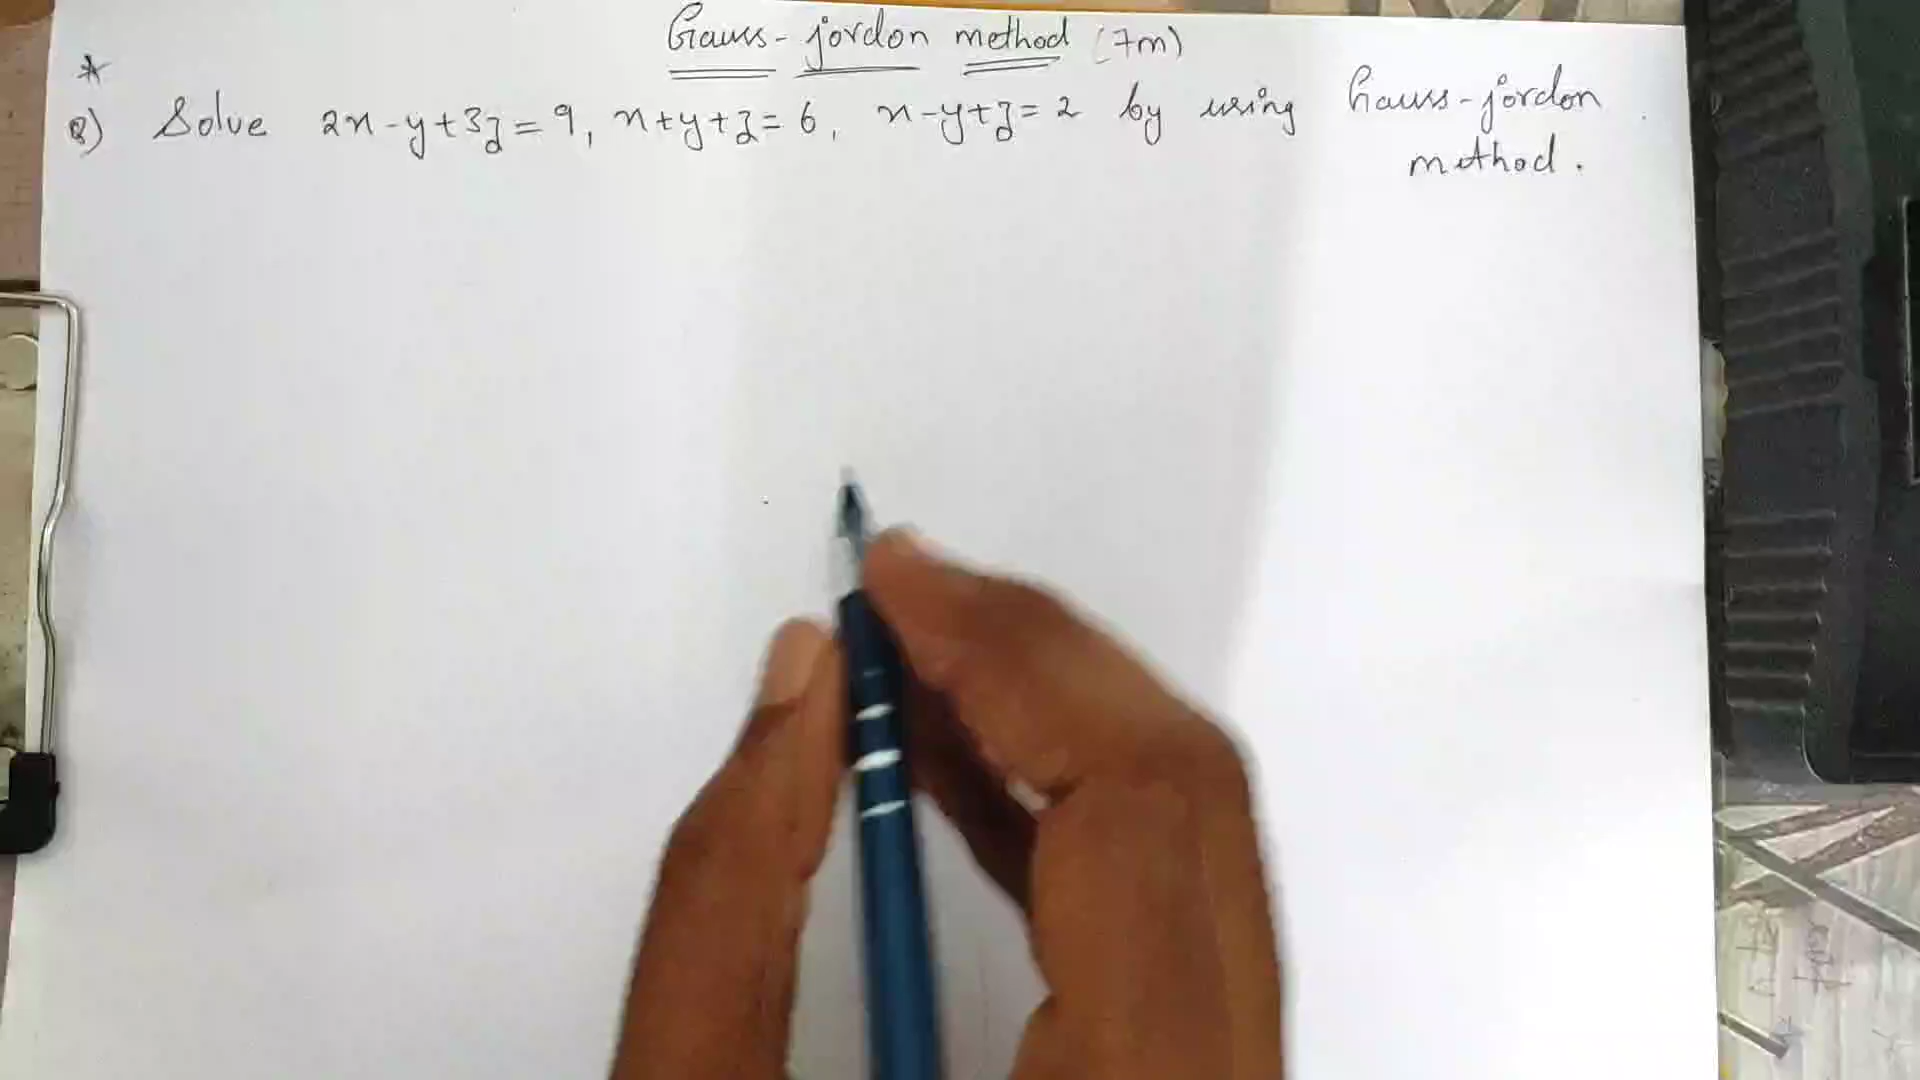 Gauss-jordon method (7m)
*
Q) Solve 2x-y+3z=9, x+y+z=6, x-y+z=2 by using Gauss-jordon
method.